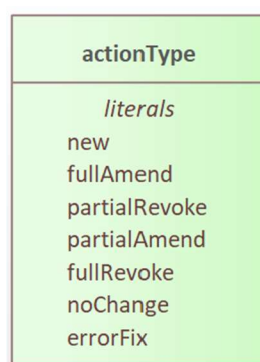 actionType
literals
new
fullAmend
partialRevoke
partialAmend
fullRevoke
noChange
errorFix